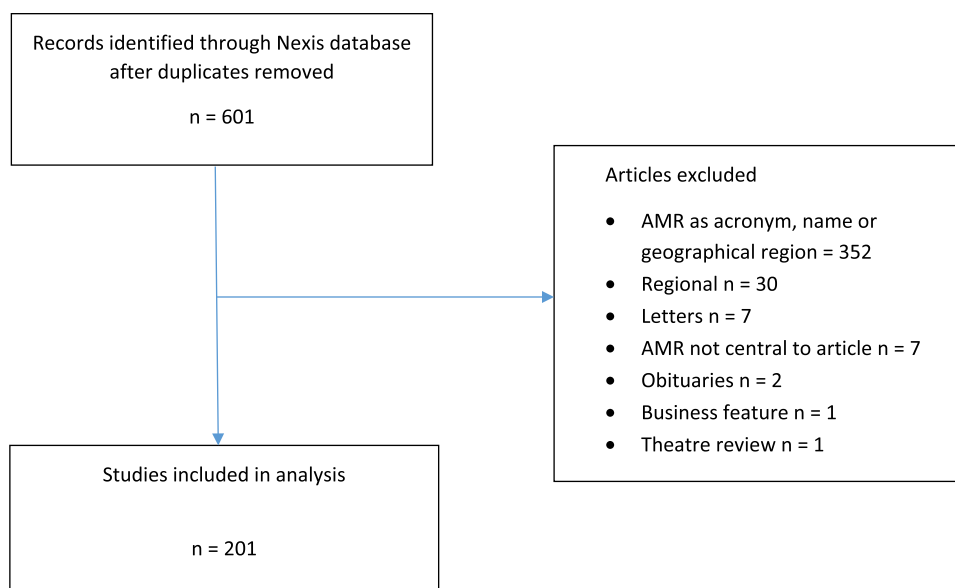 Records identified through Nexis database
after duplicates removed
n = 601
Articles excluded
• AMR as acronym, name or
geographical region = 352
• Regional n = 30
• Letters n = 7
• AMR not central to article n = 7
• Obituaries n = 2
• Business feature n = 1
• Theatre review n = 1
Studies included in analysis
n = 201